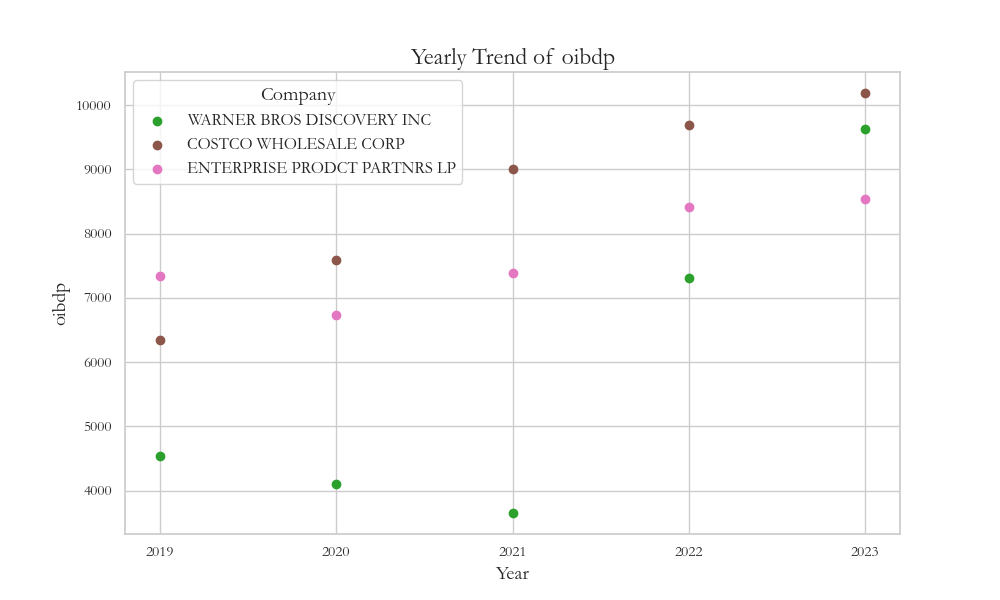 Yearly Trend of oibdp
Company
WARNER BROS DISCOVERY INC
COSTCO WHOLESALE CORP
ENTERPRISE PRODCT PARTNRS LP
oibdp
10000
9000
8000
7000
6000
5000
4000
2019 2020 2021 2022 2023
Year